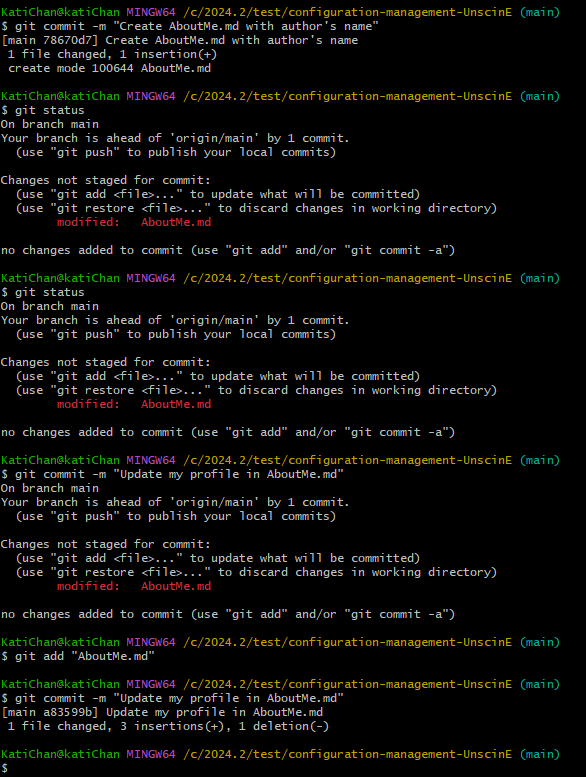 KatiChan@katiChan MINGW64 /c/2024.2/test/configuration-management-UnscinE (main)
$ git commit -m "Create AboutMe.md with author's name"
[main 78670d7] Create AboutMe.md with author's name
 1 file changed, 1 insertion(+)
 create mode 100644 AboutMe.md

KatiChan@katiChan MINGW64 /c/2024.2/test/configuration-management-UnscinE (main)
$ git status
On branch main
Your branch is ahead of 'origin/main' by 1 commit.
  (use "git push" to publish your local commits)

Changes not staged for commit:
  (use "git add <file>..." to update what will be committed)
  (use "git restore <file>..." to discard changes in working directory)
        modified:   AboutMe.md

no changes added to commit (use "git add" and/or "git commit -a")

KatiChan@katiChan MINGW64 /c/2024.2/test/configuration-management-UnscinE (main)
$ git status
On branch main
Your branch is ahead of 'origin/main' by 1 commit.
  (use "git push" to publish your local commits)

Changes not staged for commit:
  (use "git add <file>..." to update what will be committed)
  (use "git restore <file>..." to discard changes in working directory)
        modified:   AboutMe.md

no changes added to commit (use "git add" and/or "git commit -a")

KatiChan@katiChan MINGW64 /c/2024.2/test/configuration-management-UnscinE (main)
$ git commit -m "Update my profile in AboutMe.md"
On branch main
Your branch is ahead of 'origin/main' by 1 commit.
  (use "git push" to publish your local commits)

Changes not staged for commit:
  (use "git add <file>..." to update what will be committed)
  (use "git restore <file>..." to discard changes in working directory)
        modified:   AboutMe.md

no changes added to commit (use "git add" and/or "git commit -a")

KatiChan@katiChan MINGW64 /c/2024.2/test/configuration-management-UnscinE (main)
$ git add "AboutMe.md"

KatiChan@katiChan MINGW64 /c/2024.2/test/configuration-management-UnscinE (main)
$ git commit -m "Update my profile in AboutMe.md"
[main a83599b] Update my profile in AboutMe.md
 1 file changed, 3 insertions(+), 1 deletion(-)

KatiChan@katiChan MINGW64 /c/2024.2/test/configuration-management-UnscinE (main)
$